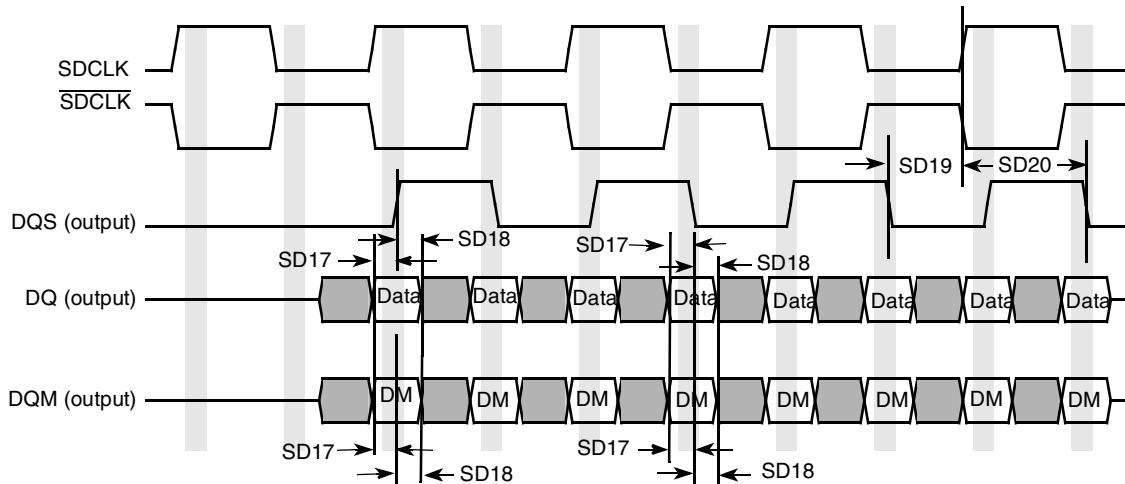 SDCLK
SDCLK
SD19 SD20
DQS (output)
SD18 SD17
SD17 SD18
DQ (output) Data Data Data Data Data Data Data Data
DQM (output) DM DM DM DM DM DM DM DM
SD17 SD17
SD18 SD18